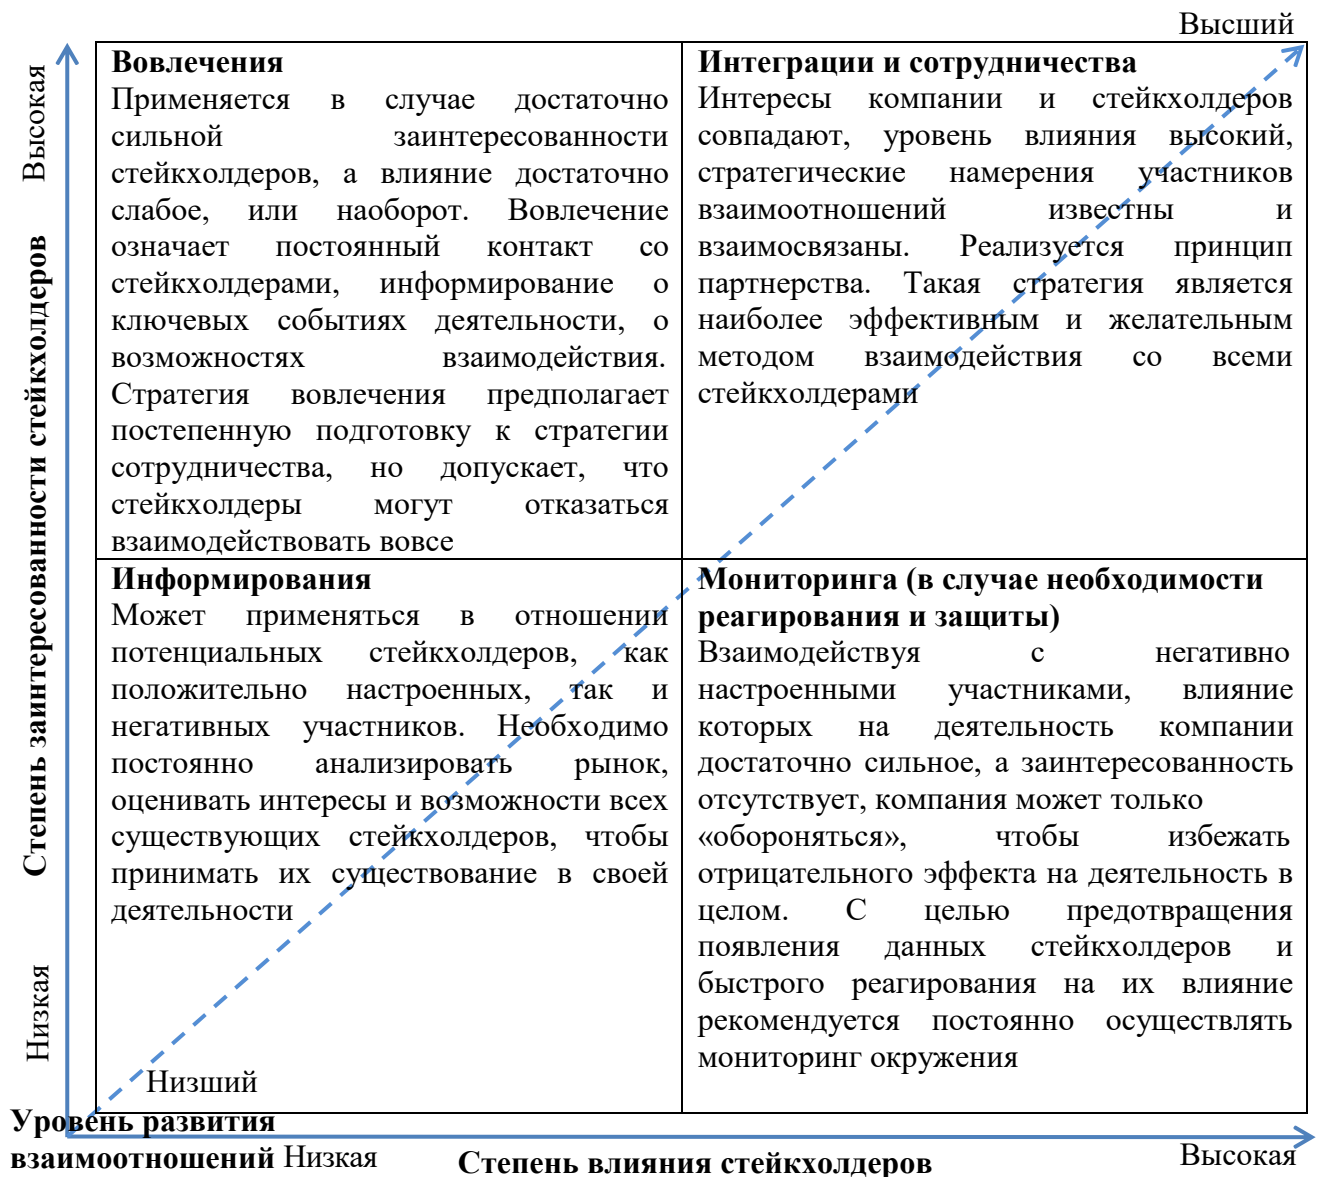 Высший
Высокая
Степень заинтересованности стейкхолдеров
Низкая
Вовлечения
Применяется в случае достаточно
сильной заинтересованности
стейкхолдеров, а влияние достаточно
слабое, или наоборот. Вовлечение
означает постоянный контакт со
стейкхолдерами, информирование о
ключевых событиях деятельности, о
возможностях взаимодействия.
Стратегия вовлечения предполагает
постепенную подготовку к стратегии
сотрудничества, но допускает, что
стейкхолдеры могут отказаться
взаимодействовать вовсе
Интеграции и сотрудничества
Интересы компании и стейкхолдеров
совпадают, уровень влияния высокий,
стратегические намерения участников
взаимоотношений известны и
взаимосвязаны. Реализуется принцип
партнерства. Такая стратегия является
наиболее эффективным и желательным
методом взаимодействия со всеми
стейкхолдерами
Информирования
Может применяться в отношении
потенциальных стейкхолдеров, как
положительно настроенных, так и
негативных участников. Необходимо
постоянно анализировать рынок,
оценивать интересы и возможности всех
существующих стейкхолдеров, чтобы
принимать их существование в своей
деятельности
Низший
Мониторинга (в случае необходимости
реагирования и защиты)
Взаимодействуя с негативно
настроенными участниками, влияние
которых на деятельность компании
достаточно сильное, а заинтересованность
отсутствует, компания может только
«обороняться», чтобы избежать
отрицательного эффекта на деятельность в
целом. С целью предотвращения
появления данных стейкхолдеров и
быстрого реагирования на их влияние
рекомендуется постоянно осуществлять
мониторинг окружения
Уровень развития
взаимоотношений
Низкая
Степень влияния стейкхолдеров
Высокая